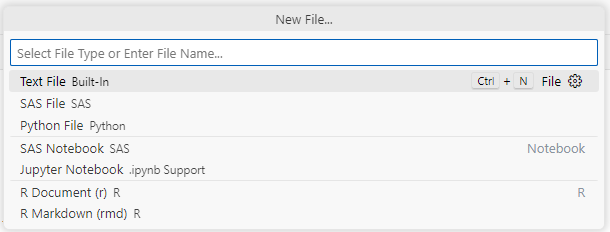 New File...
Select File Type or Enter File Name...
Text File Built-In Ctrl + N File
SAS File SAS
Python File Python
SAS Notebook SAS Notebook
Jupyter Notebook .ipynb Support
R Document (r) R R
R Markdown (rmd) R